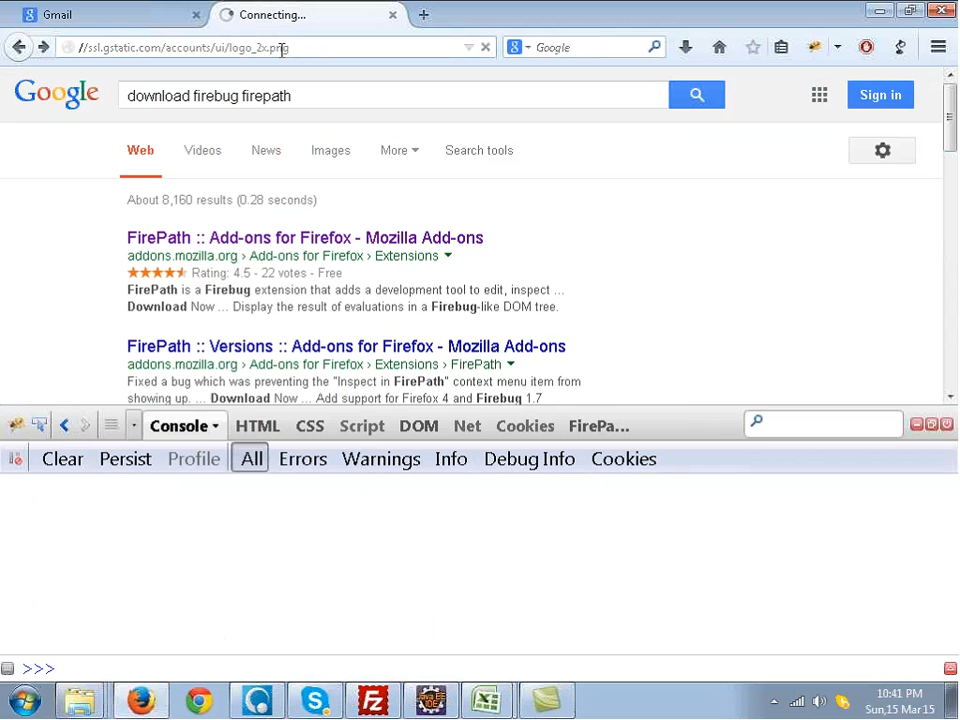 Gmail
Connecting...
//ssl.gstatic.com/accounts/ui/logo_2x.png
Google
Google
download firebug firepath
Sign in
Web
Videos
News
Images
More
Search tools
About 8,160 results (0.28 seconds)
FirePath :: Add-ons for Firefox - Mozilla Add-ons
addons.mozilla.org › Add-ons for Firefox › Extensions
Rating: 4.5 - 22 votes - Free
FirePath is a Firebug extension that adds a development tool to edit, inspect ...
Download Now ... Display the result of evaluations in a Firebug-like DOM tree.
FirePath :: Versions :: Add-ons for Firefox - Mozilla Add-ons
addons.mozilla.org › Add-ons for Firefox › Extensions › FirePath
Fixed a bug which was preventing the "Inspect in FirePath" context menu item from
showing up. ... Download Now ... Add support for Firefox 4 and Firebug 1.7
Console
HTML
CSS
Script
DOM
Net
Cookies
FirePa...
Clear
Persist
Profile
All
Errors
Warnings
Info
Debug Info
Cookies
>>>
Java EE
IDE
10:41 PM
Sun,15 Mar 15